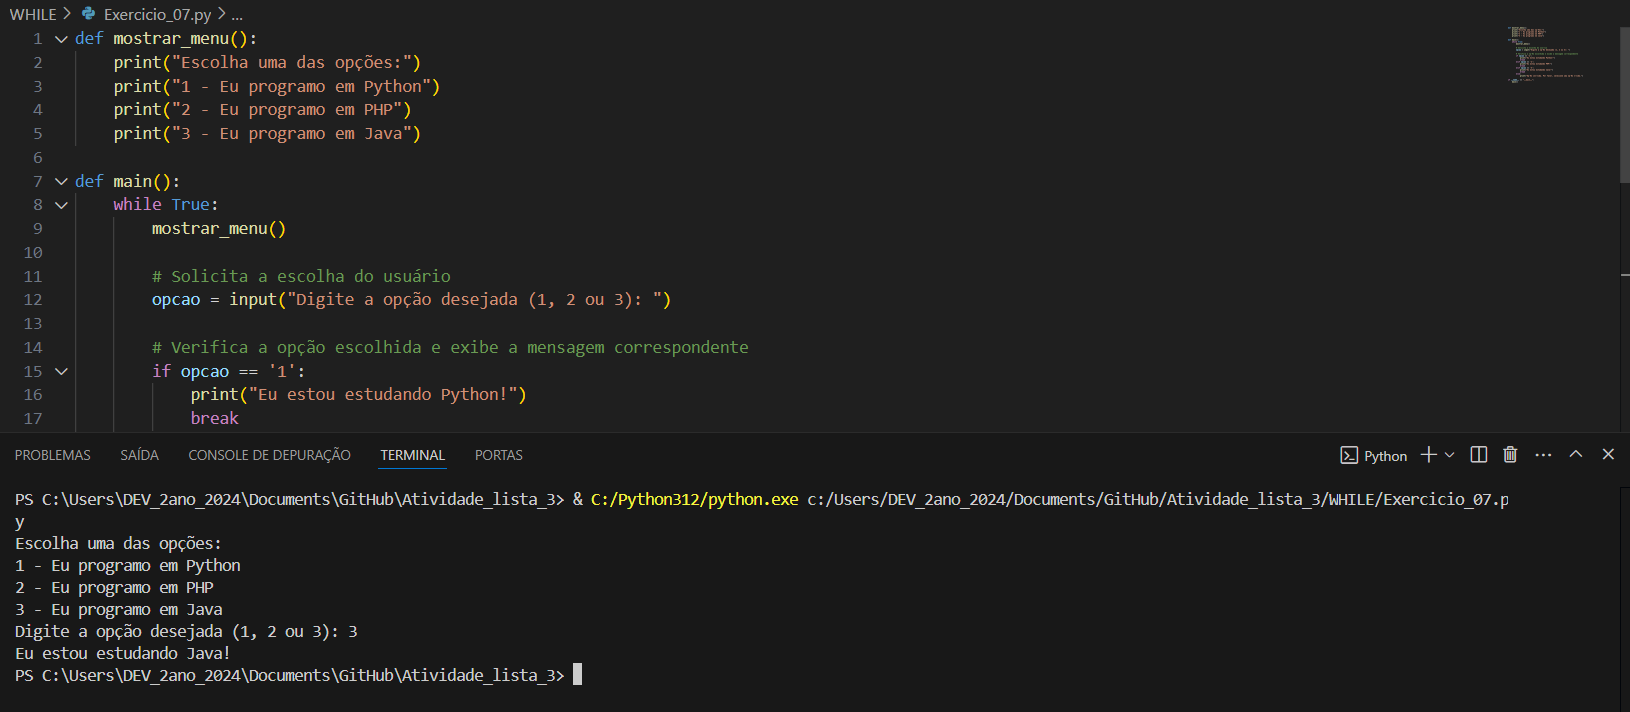 WHILE > Exercicio_07.py > ...
1 def mostrar_menu():
2     print("Escolha uma das opções:")
3     print("1 - Eu programo em Python")
4     print("2 - Eu programo em PHP")
5     print("3 - Eu programo em Java")
6
7 def main():
8     while True:
9         mostrar_menu()
10
11         # Solicita a escolha do usuário
12         opcao = input("Digite a opção desejada (1, 2 ou 3): ")
13
14         # Verifica a opção escolhida e exibe a mensagem correspondente
15         if opcao == '1':
16             print("Eu estou estudando Python!")
17             break
PROBLEMAS SAÍDA CONSOLE DE DEPURAÇÃO TERMINAL PORTAS Python
PS C:\Users\DEV_2ano_2024\Documents\GitHub\Atividade_lista_3> & C:/Python312/python.exe c:/Users/DEV_2ano_2024/Documents/GitHub/Atividade_lista_3/WHILE/Exercicio_07.p
y
Escolha uma das opções:
1 - Eu programo em Python
2 - Eu programo em PHP
3 - Eu programo em Java
Digite a opção desejada (1, 2 ou 3): 3
Eu estou estudando Java!
PS C:\Users\DEV_2ano_2024\Documents\GitHub\Atividade_lista_3>